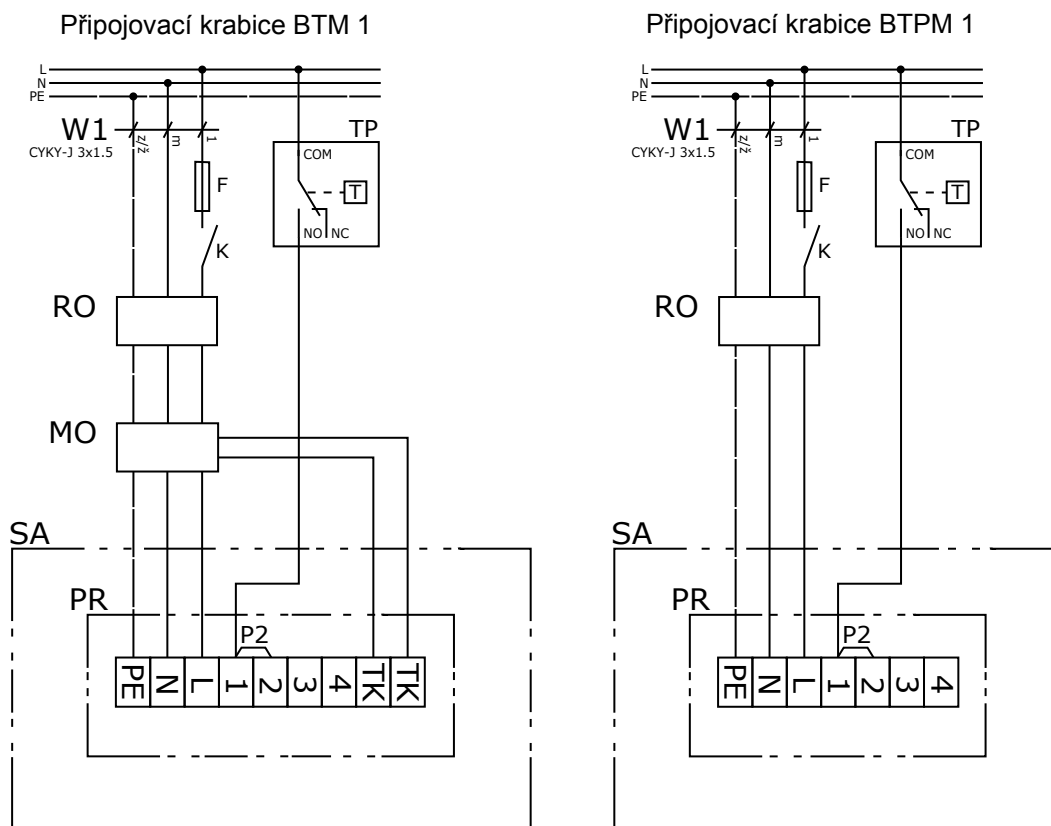 Připojovací krabice BTM 1
L
N
PE
W1
CYKY-J 3x1.5
z/ž
m
1
TP
COM
F
T
NO
NC
K
RO
MO
SA
PR
P2
PE
N
L
1
2
3
4
TK
TK
Připojovací krabice BTPM 1
L
N
PE
W1
CYKY-J 3x1.5
z/ž
m
1
TP
COM
F
T
NO
NC
K
RO
SA
PR
P2
PE
N
L
1
2
3
4